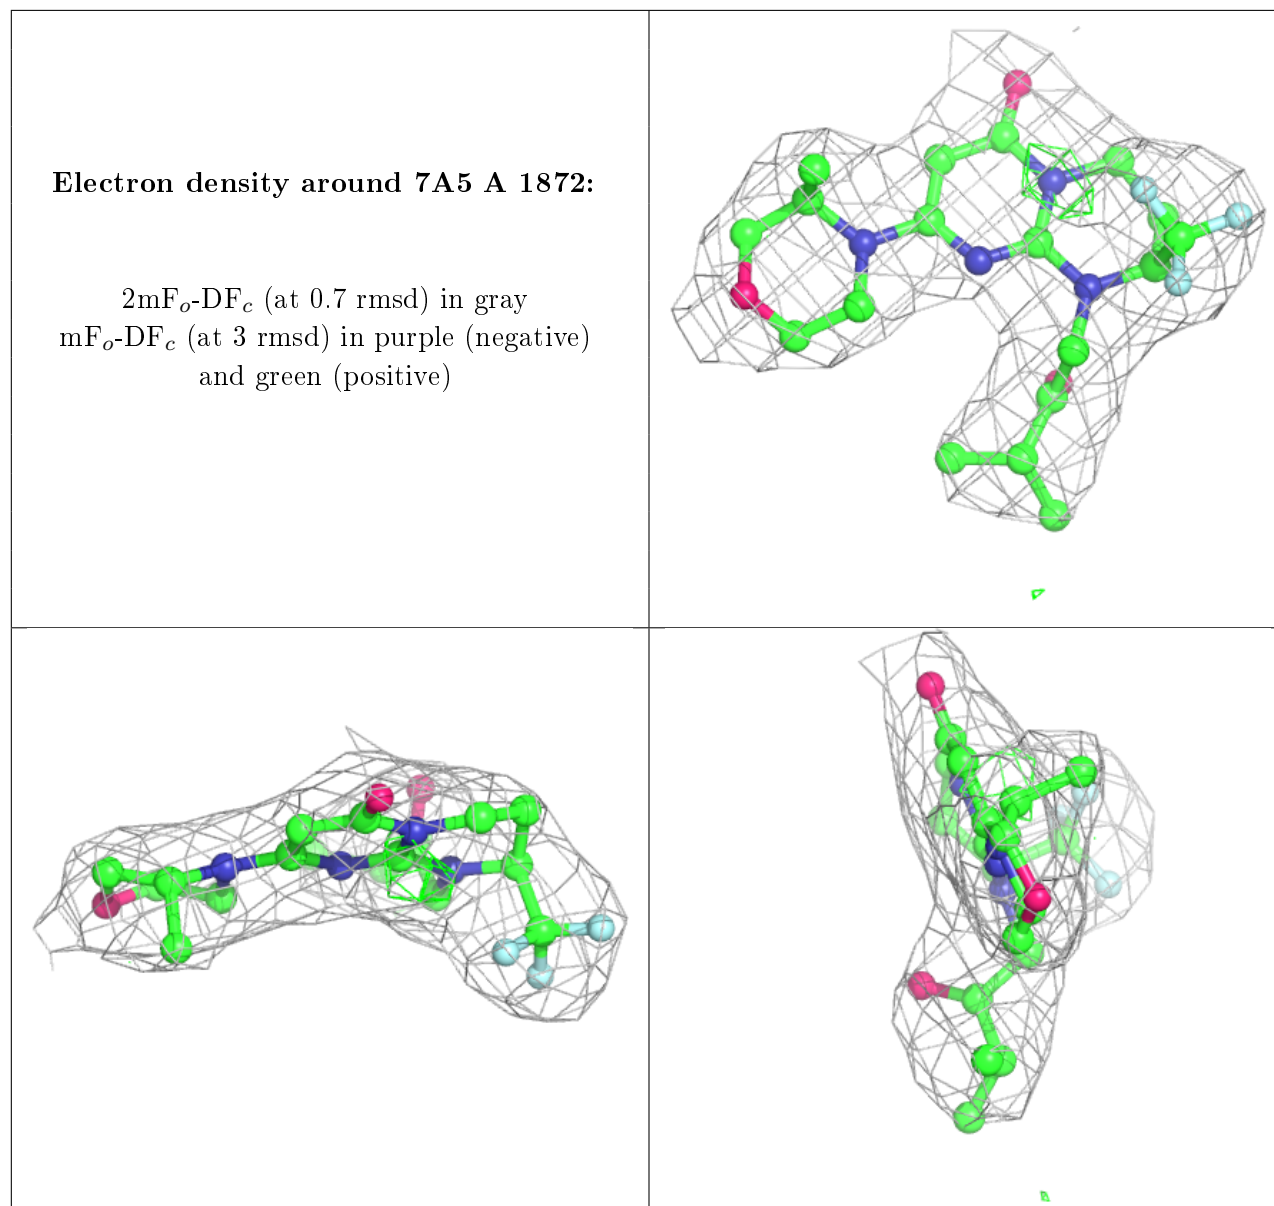 Electron density around 7A5 A 1872:
2mFo-DFc (at 0.7 rmsd) in gray
mFo-DFc (at 3 rmsd) in purple (negative)
and green (positive)